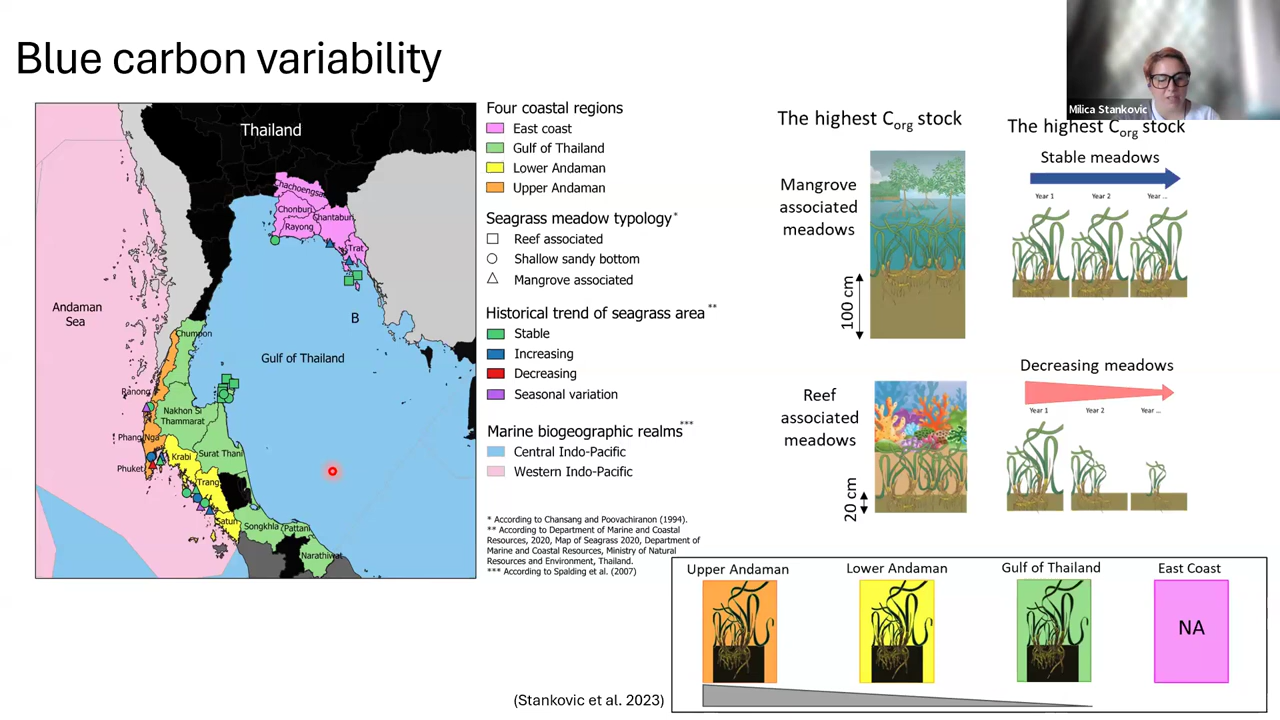 Blue carbon variability
Milica Stankovic
Thailand
Chachoengsa
Chonburi
Chantaburi
Rayong
Trat
Andaman
Sea
B
Gulf of Thailand
Chumpon
Ranong
Nakhon Si
Thammarat
Phang Nga
Surat Thani
Krabi
Phuket
Trang
Satun
Songkhla
Pattani
Narathiwat
Four coastal regions
East coast
Gulf of Thailand
Lower Andaman
Upper Andaman
Seagrass meadow typology*
Reef associated
Shallow sandy bottom
Mangrove associated
Historical trend of seagrass area**
Stable
Increasing
Decreasing
Seasonal variation
Marine biogeographic realms***
Central Indo-Pacific
Western Indo-Pacific
* According to Chansang and Poovachiranon (1994).
** According to Department of Marine and Coastal
Resources, 2020, Map of Seagrass 2020, Department of
Marine and Coastal Resources, Ministry of Natural
Resources and Environment, Thailand.
*** According to Spalding et al. (2007)
The highest Corg stock
Mangrove
associated
meadows
100 cm
Reef
associated
meadows
20 cm
The highest Corg stock
Stable meadows
Year 1 Year 2 Year ...
Decreasing meadows
Year 1 Year 2 Year ...
Upper Andaman Lower Andaman Gulf of Thailand East Coast
NA
(Stankovic et al. 2023)